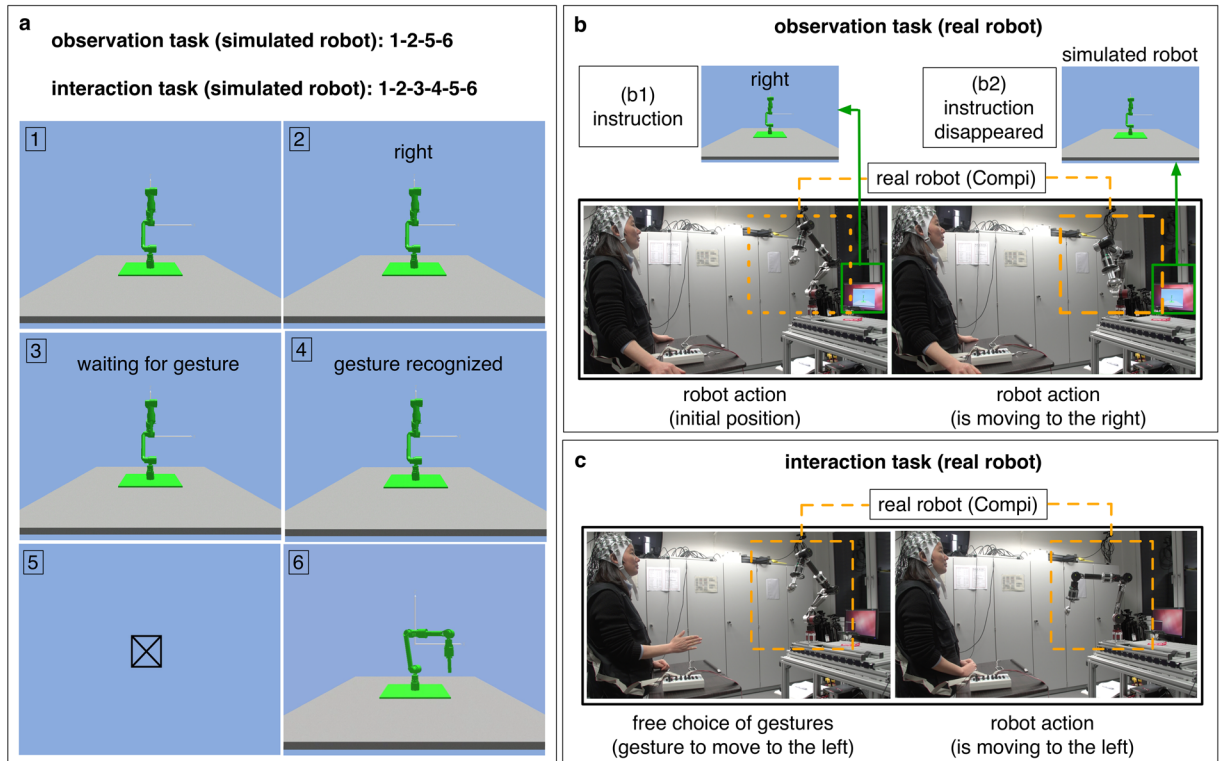 a
observation task (simulated robot): 1-2-5-6
interaction task (simulated robot): 1-2-3-4-5-6
1
2
right
3
waiting for gesture
4
gesture recognized
5
6
b
observation task (real robot)
(b1)
instruction
right
(b2)
instruction
disappeared
simulated robot
real robot (Compi)
robot action
(initial position)
robot action
(is moving to the right)
c
interaction task (real robot)
real robot (Compi)
free choice of gestures
(gesture to move to the left)
robot action
(is moving to the left)